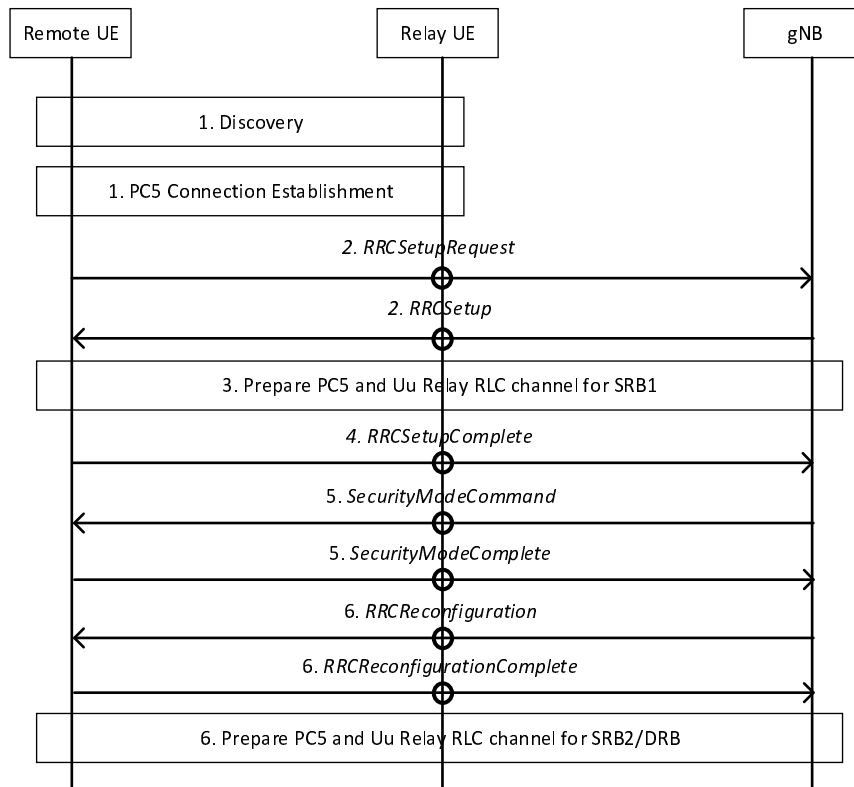 Remote UE
Relay UE
gNB
1. Discovery
1. PC5 Connection Establishment
2. RRCSetupRequest
2. RRCSetup
3. Prepare PC5 and Uu Relay RLC channel for SRB1
4. RRCSetupComplete
5. SecurityModeCommand
5. SecurityModeComplete
6. RRCReconfiguration
6. RRCReconfigurationComplete
6. Prepare PC5 and Uu Relay RLC channel for SRB2/DRB